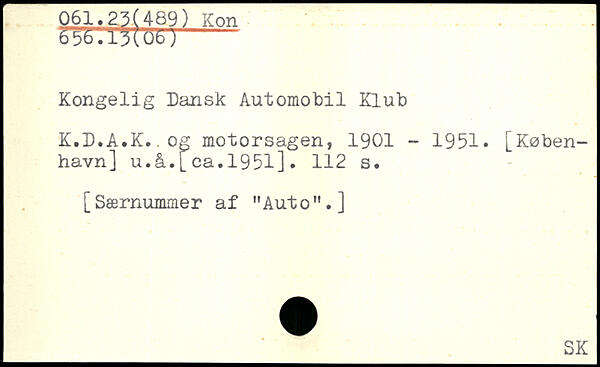 061.23(489) Kon
656.13(06)
Kongelig Dansk Automobil Klub
K.D.A.K. og motorsagen, 1901 - 1951. [Køben-
havn] u.å.[ca.1951]. 112 s.
[Særnummer af "Auto".]
SK